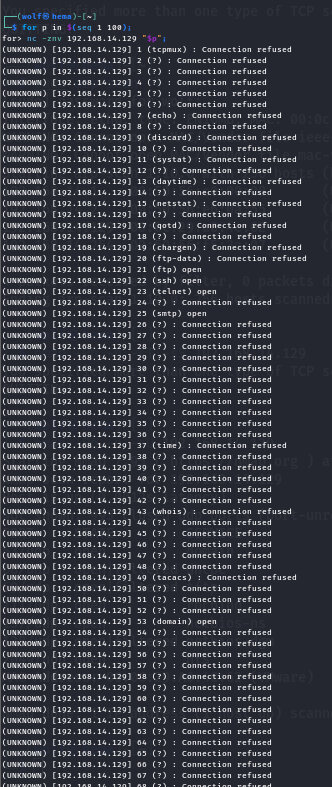 (wolf㉿hema)-[~]
$ for p in $(seq 1 100);
for> nc -znv 192.168.14.129 "$p";
(UNKNOWN) [192.168.14.129] 1 (tcpmux) : Connection refused
(UNKNOWN) [192.168.14.129] 2 (?) : Connection refused
(UNKNOWN) [192.168.14.129] 3 (?) : Connection refused
(UNKNOWN) [192.168.14.129] 4 (?) : Connection refused
(UNKNOWN) [192.168.14.129] 5 (?) : Connection refused
(UNKNOWN) [192.168.14.129] 6 (?) : Connection refused
(UNKNOWN) [192.168.14.129] 7 (echo) : Connection refused
(UNKNOWN) [192.168.14.129] 8 (?) : Connection refused
(UNKNOWN) [192.168.14.129] 9 (discard) : Connection refused
(UNKNOWN) [192.168.14.129] 10 (?) : Connection refused
(UNKNOWN) [192.168.14.129] 11 (systat) : Connection refused
(UNKNOWN) [192.168.14.129] 12 (?) : Connection refused
(UNKNOWN) [192.168.14.129] 13 (daytime) : Connection refused
(UNKNOWN) [192.168.14.129] 14 (?) : Connection refused
(UNKNOWN) [192.168.14.129] 15 (netstat) : Connection refused
(UNKNOWN) [192.168.14.129] 16 (?) : Connection refused
(UNKNOWN) [192.168.14.129] 17 (qotd) : Connection refused
(UNKNOWN) [192.168.14.129] 18 (?) : Connection refused
(UNKNOWN) [192.168.14.129] 19 (chargen) : Connection refused
(UNKNOWN) [192.168.14.129] 20 (ftp-data) : Connection refused
(UNKNOWN) [192.168.14.129] 21 (ftp) open
(UNKNOWN) [192.168.14.129] 22 (ssh) open
(UNKNOWN) [192.168.14.129] 23 (telnet) open
(UNKNOWN) [192.168.14.129] 24 (?) : Connection refused
(UNKNOWN) [192.168.14.129] 25 (smtp) open
(UNKNOWN) [192.168.14.129] 26 (?) : Connection refused
(UNKNOWN) [192.168.14.129] 27 (?) : Connection refused
(UNKNOWN) [192.168.14.129] 28 (?) : Connection refused
(UNKNOWN) [192.168.14.129] 29 (?) : Connection refused
(UNKNOWN) [192.168.14.129] 30 (?) : Connection refused
(UNKNOWN) [192.168.14.129] 31 (?) : Connection refused
(UNKNOWN) [192.168.14.129] 32 (?) : Connection refused
(UNKNOWN) [192.168.14.129] 33 (?) : Connection refused
(UNKNOWN) [192.168.14.129] 34 (?) : Connection refused
(UNKNOWN) [192.168.14.129] 35 (?) : Connection refused
(UNKNOWN) [192.168.14.129] 36 (?) : Connection refused
(UNKNOWN) [192.168.14.129] 37 (time) : Connection refused
(UNKNOWN) [192.168.14.129] 38 (?) : Connection refused
(UNKNOWN) [192.168.14.129] 39 (?) : Connection refused
(UNKNOWN) [192.168.14.129] 40 (?) : Connection refused
(UNKNOWN) [192.168.14.129] 41 (?) : Connection refused
(UNKNOWN) [192.168.14.129] 42 (?) : Connection refused
(UNKNOWN) [192.168.14.129] 43 (whois) : Connection refused
(UNKNOWN) [192.168.14.129] 44 (?) : Connection refused
(UNKNOWN) [192.168.14.129] 45 (?) : Connection refused
(UNKNOWN) [192.168.14.129] 46 (?) : Connection refused
(UNKNOWN) [192.168.14.129] 47 (?) : Connection refused
(UNKNOWN) [192.168.14.129] 48 (?) : Connection refused
(UNKNOWN) [192.168.14.129] 49 (tacacs) : Connection refused
(UNKNOWN) [192.168.14.129] 50 (?) : Connection refused
(UNKNOWN) [192.168.14.129] 51 (?) : Connection refused
(UNKNOWN) [192.168.14.129] 52 (?) : Connection refused
(UNKNOWN) [192.168.14.129] 53 (domain) open
(UNKNOWN) [192.168.14.129] 54 (?) : Connection refused
(UNKNOWN) [192.168.14.129] 55 (?) : Connection refused
(UNKNOWN) [192.168.14.129] 56 (?) : Connection refused
(UNKNOWN) [192.168.14.129] 57 (?) : Connection refused
(UNKNOWN) [192.168.14.129] 58 (?) : Connection refused
(UNKNOWN) [192.168.14.129] 59 (?) : Connection refused
(UNKNOWN) [192.168.14.129] 60 (?) : Connection refused
(UNKNOWN) [192.168.14.129] 61 (?) : Connection refused
(UNKNOWN) [192.168.14.129] 62 (?) : Connection refused
(UNKNOWN) [192.168.14.129] 63 (?) : Connection refused
(UNKNOWN) [192.168.14.129] 64 (?) : Connection refused
(UNKNOWN) [192.168.14.129] 65 (?) : Connection refused
(UNKNOWN) [192.168.14.129] 66 (?) : Connection refused
(UNKNOWN) [192.168.14.129] 67 (?) : Connection refused